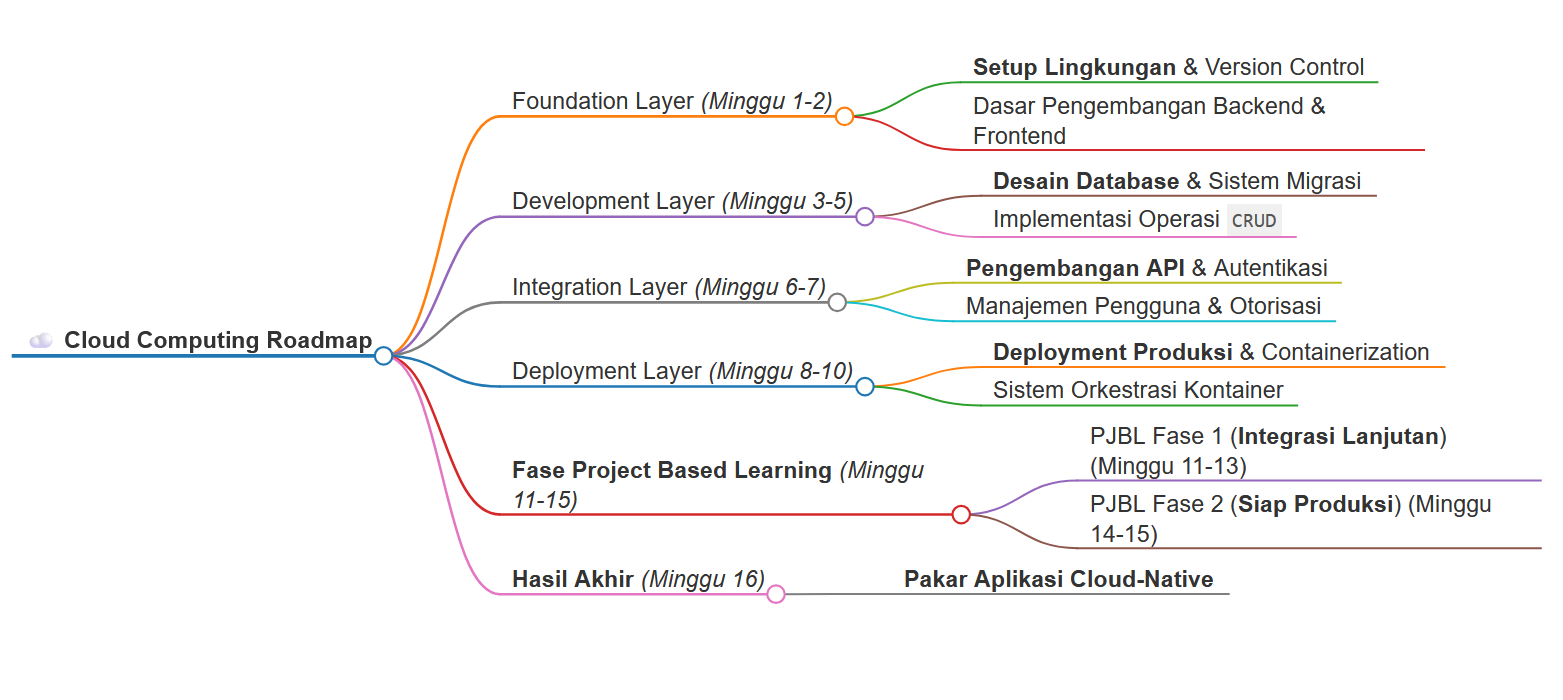 ☁️ Cloud Computing Roadmap
Foundation Layer (Minggu 1-2)
Setup Lingkungan & Version Control
Dasar Pengembangan Backend &
Frontend
Development Layer (Minggu 3-5)
Desain Database & Sistem Migrasi
Implementasi Operasi CRUD
Integration Layer (Minggu 6-7)
Pengembangan API & Autentikasi
Manajemen Pengguna & Otorisasi
Deployment Layer (Minggu 8-10)
Deployment Produksi & Containerization
Sistem Orkestrasi Kontainer
Fase Project Based Learning (Minggu
11-15)
PJBL Fase 1 (Integrasi Lanjutan)
(Minggu 11-13)
PJBL Fase 2 (Siap Produksi) (Minggu
14-15)
Hasil Akhir (Minggu 16)
Pakar Aplikasi Cloud-Native